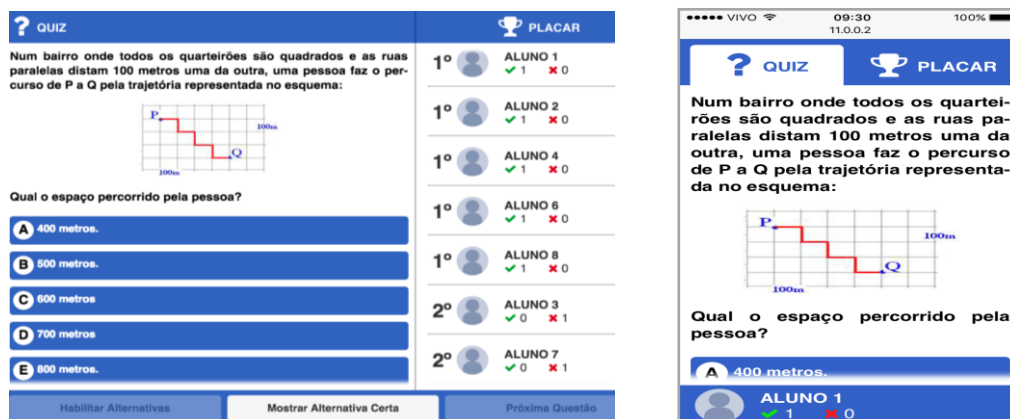 ? QUIZ
PLACAR
Num bairro onde todos os quarteirões são quadrados e as ruas
paralelas distam 100 metros uma da outra, uma pessoa faz o per-
curso de P a Q pela trajetória representada no esquema:
P
100m
Q
100m
Qual o espaço percorrido pela pessoa?
A 400 metros.
B 500 metros.
C 600 metros
D 700 metros
E 800 metros.
1º ALUNO 1
✔ 1 ✖ 0
1º ALUNO 2
✔ 1 ✖ 0
1º ALUNO 4
✔ 1 ✖ 0
1º ALUNO 6
✔ 1 ✖ 0
1º ALUNO 8
✔ 1 ✖ 0
2º ALUNO 3
✔ 0 ✖ 1
2º ALUNO 7
✔ 0 ✖ 1
Habilitar Alternativas
Mostrar Alternativa Certa
Próxima Questão
VIVO 09:30 100%
11.0.0.2
? QUIZ
PLACAR
Num bairro onde todos os quartei-
rões são quadrados e as ruas pa-
ralelas distam 100 metros uma da
outra, uma pessoa faz o percurso
de P a Q pela trajetória representa-
da no esquema:
P
100m
Q
100m
Qual o espaço percorrido pela
pessoa?
A 400 metros.
ALUNO 1
✔ 1 ✖ 0